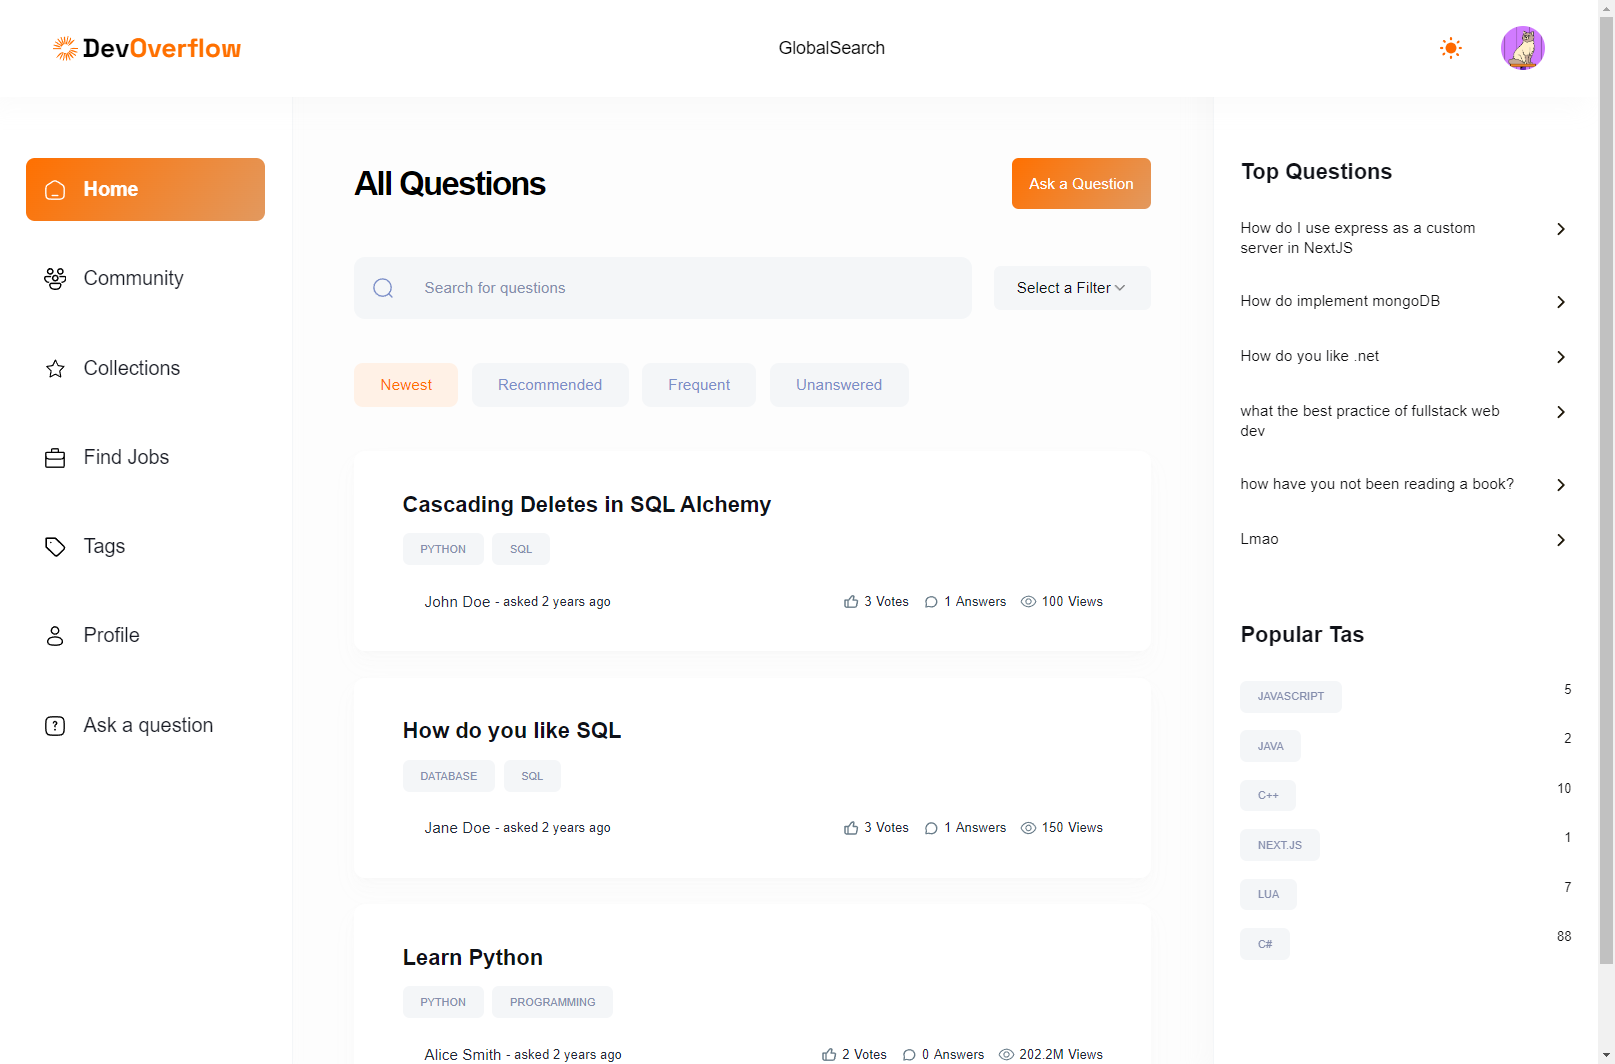 DevOverflow
GlobalSearch
Home
Community
Collections
Find Jobs
Tags
Profile
Ask a question
All Questions
Ask a Question
Search for questions
Select a Filter
Newest
Recommended
Frequent
Unanswered
Cascading Deletes in SQL Alchemy
PYTHON
SQL
John Doe - asked 2 years ago
3 Votes
1 Answers
100 Views
How do you like SQL
DATABASE
SQL
Jane Doe - asked 2 years ago
3 Votes
1 Answers
150 Views
Learn Python
PYTHON
PROGRAMMING
Alice Smith - asked 2 years ago
2 Votes
0 Answers
202.2M Views
Top Questions
How do I use express as a custom
server in NextJS
How do implement mongoDB
How do you like .net
what the best practice of fullstack web
dev
how have you not been reading a book?
Lmao
Popular Tas
JAVASCRIPT 5
JAVA 2
C++ 10
NEXT.JS 1
LUA 7
C# 88